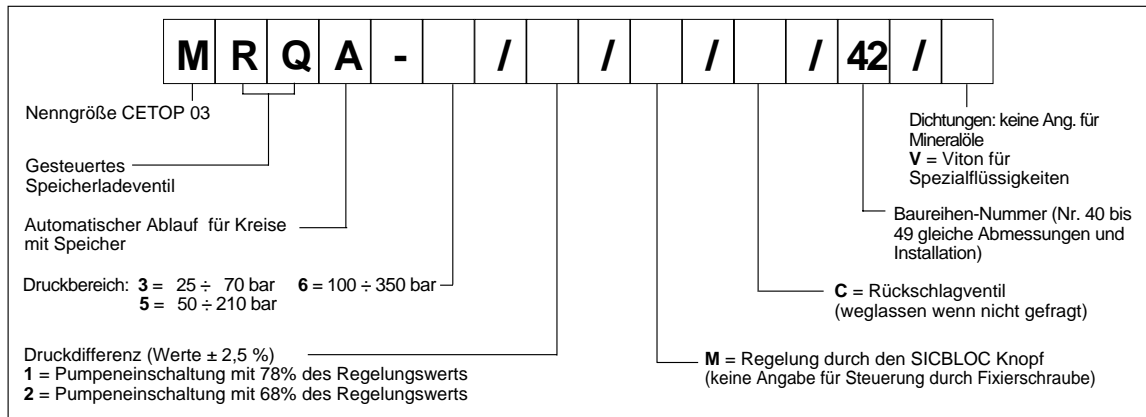 M R Q A - / / / / 42 /
Nenngröße CETOP 03
Gesteuertes
Speicherladeventil
Automatischer Ablauf für Kreise
mit Speicher
Druckbereich: 3 = 25 ÷ 70 bar 6 = 100 ÷ 350 bar
5 = 50 ÷ 210 bar
Druckdifferenz (Werte ± 2,5 %)
1 = Pumpeneinschaltung mit 78% des Regelungswerts
2 = Pumpeneinschaltung mit 68% des Regelungswerts
Dichtungen: keine Ang. für
Mineralöle
V = Viton für
Spezialflüssigkeiten
Baureihen-Nummer (Nr. 40 bis
49 gleiche Abmessungen und
Installation)
C = Rückschlagventil
(weglassen wenn nicht gefragt)
M = Regelung durch den SICBLOC Knopf
(keine Angabe für Steuerung durch Fixierschraube)